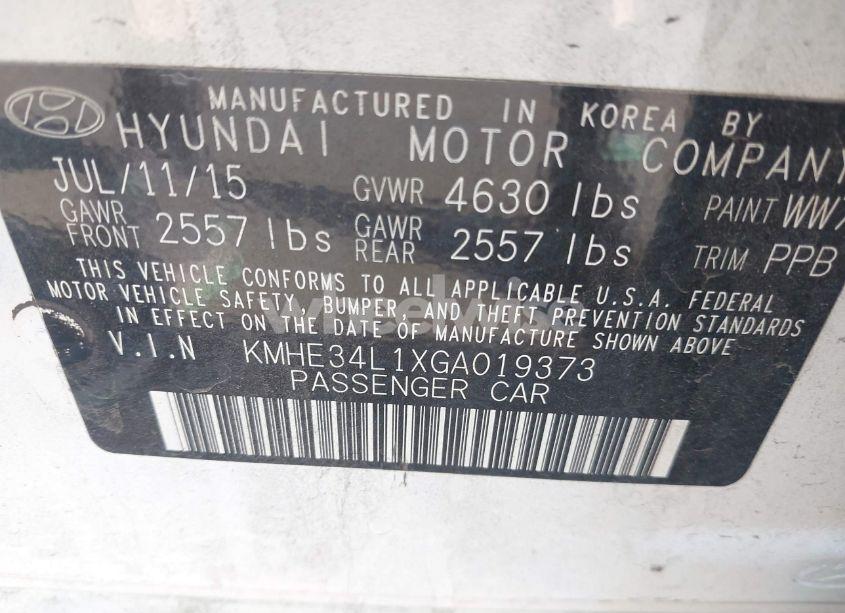 MANUFACTURED IN KOREA BY
HYUNDAI MOTOR COMPANY
JUL/11/15 GVWR 4630 lbs PAINT WW7
GAWR FRONT 2557 lbs GAWR REAR 2557 lbs TRIM PPB
THIS VEHICLE CONFORMS TO ALL APPLICABLE U.S.A. FEDERAL
MOTOR VEHICLE SAFETY, BUMPER, AND THEFT PREVENTION STANDARDS
IN EFFECT ON THE DATE OF MANUFACTURE SHOWN ABOVE
V.I.N KMHE34L1XGA019373
PASSENGER CAR